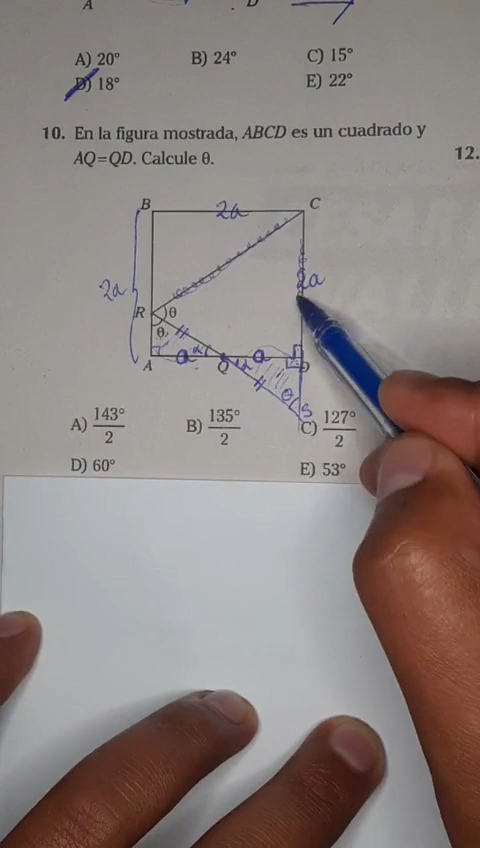 A D
A) 20° B) 24° C) 15°
D) 18° E) 22°
10. En la figura mostrada, ABCD es un cuadrado y
AQ=QD. Calcule θ.
12.
B 2a C
2a 2a
R θ
θ
A a α Q α a D
θ S
A) 143°/2 B) 135°/2 C) 127°/2
D) 60° E) 53°